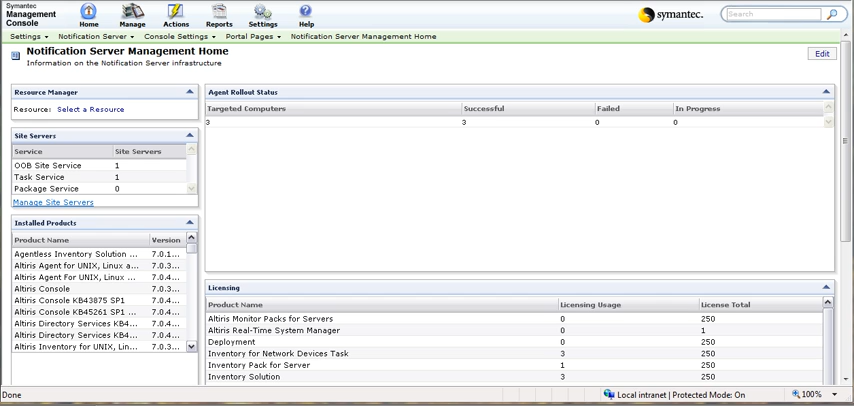 Symantec
Management
Console
Home
Manage
Actions
Reports
Settings
Help
symantec.
Search
Settings
Notification Server
Console Settings
Portal Pages
Notification Server Management Home
Notification Server Management Home
Information on the Notification Server infrastructure
Edit
Resource Manager
Resource: Select a Resource
Site Servers
Service Site Servers
OOB Site Service 1
Task Service 1
Package Service 0
Manage Site Servers
Installed Products
Product Name Version
Agentless Inventory Solution ... 7.0.1...
Altiris Agent for UNIX, Linux a... 7.0.3...
Altiris Agent For UNIX, Linux ... 7.0.4...
Altiris Console 7.0.3...
Altiris Console KB43875 SP1 7.0.4...
Altiris Console KB45261 SP1 7.0.4...
Altiris Directory Services KB4... 7.0.4...
Altiris Directory Services KB4... 7.0.4...
Altiris Inventory for UNIX, Lin... 7.0.3...
Agent Rollout Status
Targeted Computers Successful Failed In Progress
3 3 0 0
Licensing
Product Name Licensing Usage License Total
Altiris Monitor Packs for Servers 0 250
Altiris Real-Time System Manager 0 1
Deployment 0 250
Inventory for Network Devices Task 3 250
Inventory Pack for Server 1 250
Inventory Solution 3 250
Done
Local intranet | Protected Mode: On
100%